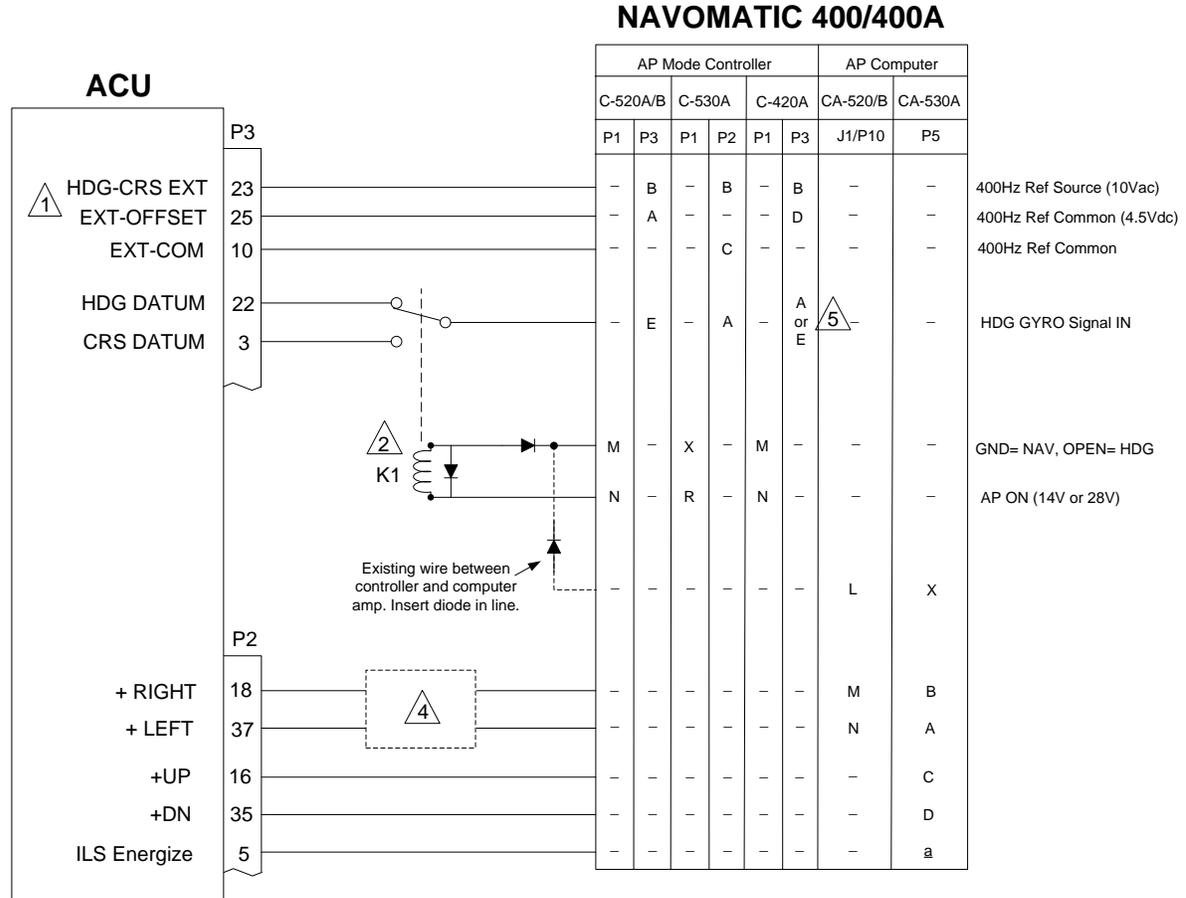 NAVOMATIC 400/400A
ACU
AP Mode Controller AP Computer
C-520A/B C-530A C-420A CA-520/B CA-530A
P3 P1 P3 P1 P2 P1 P3 J1/P10 P5
1 HDG-CRS EXT 23 – B – B – B – – 400Hz Ref Source (10Vac)
EXT-OFFSET 25 – A – – – D – – 400Hz Ref Common (4.5Vdc)
EXT-COM 10 – – – C – – – – 400Hz Ref Common
HDG DATUM 22
– E – A – A or E 5 – – HDG GYRO Signal IN
CRS DATUM 3
2 M – X – M – – – GND= NAV, OPEN= HDG
K1
N – R – N – – – AP ON (14V or 28V)
Existing wire between
controller and computer
amp. Insert diode in line.
– – – – – – L X
P2
+ RIGHT 18 4 – – – – – – M B
+ LEFT 37 – – – – – – N A
+UP 16 – – – – – – – C
+DN 35 – – – – – – – D
ILS Energize 5 – – – – – – – a